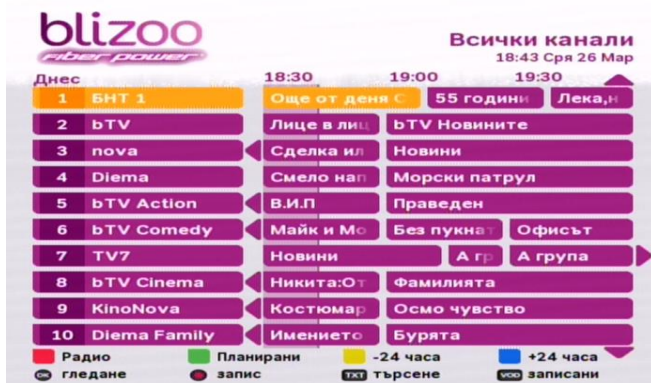 blizoo
Fiber power
Всички канали
18:43 Сря 26 Мар
Днес 18:30 19:00 19:30
1 БНТ 1 Още от деня С 55 години Лека,н
2 bTV Лице в лиц bTV Новините
3 nova Сделка ил Новини
4 Diema Смело нап Морски патрул
5 bTV Action В.И.П Праведен
6 bTV Comedy Майк и Мо Без пукнат Офисът
7 TV7 Новини А гр А група
8 bTV Cinema Никита:От Фамилията
9 KinoNova Костюмар Осмо чувство
10 Diema Family Имението Бурята
Радио Планирани -24 часа +24 часа
OK гледане запис TXT търсене VOD записани